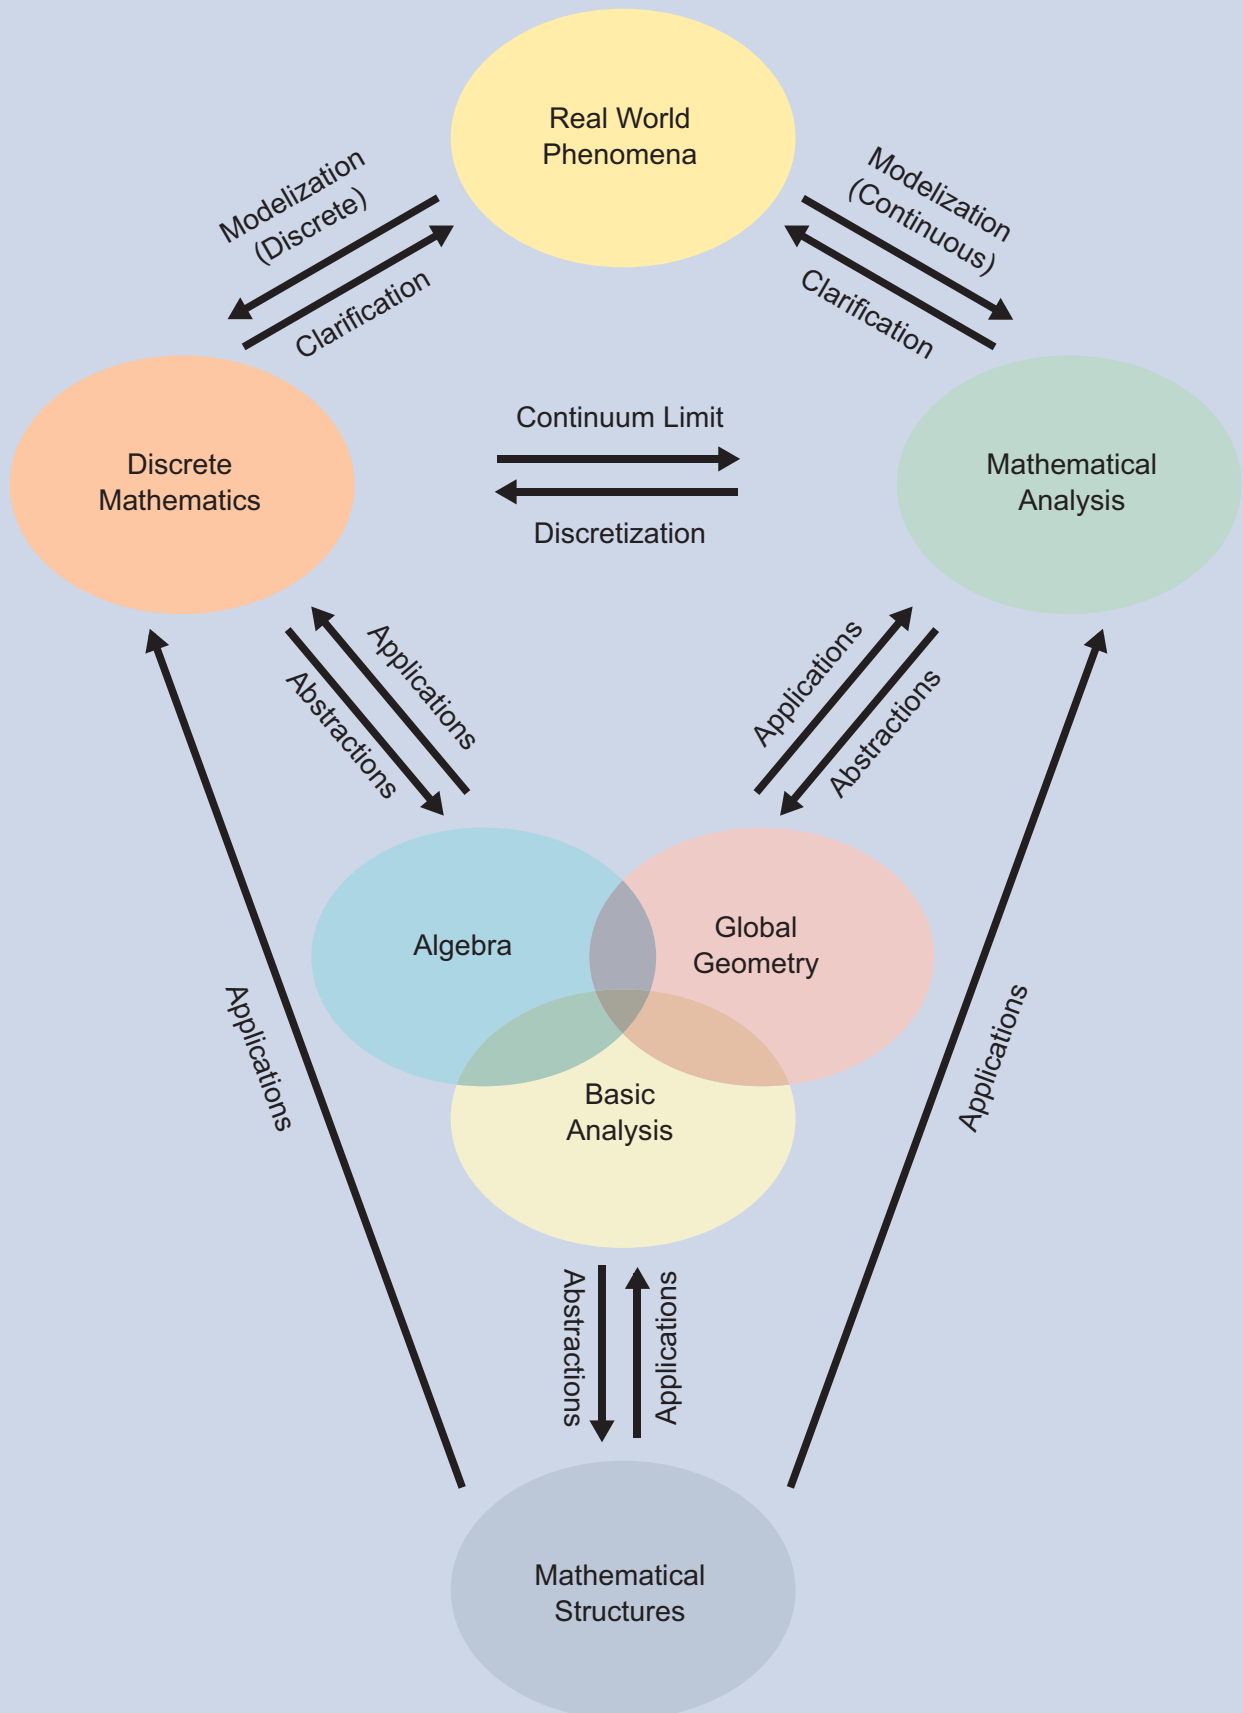 Real World
Phenomena
Modelization
(Discrete)
Clarification
Modelization
(Continuous)
Clarification
Discrete
Mathematics
Continuum Limit
Discretization
Mathematical
Analysis
Applications
Abstractions
Applications
Abstractions
Algebra
Global
Geometry
Basic
Analysis
Applications
Applications
Abstractions
Applications
Mathematical
Structures